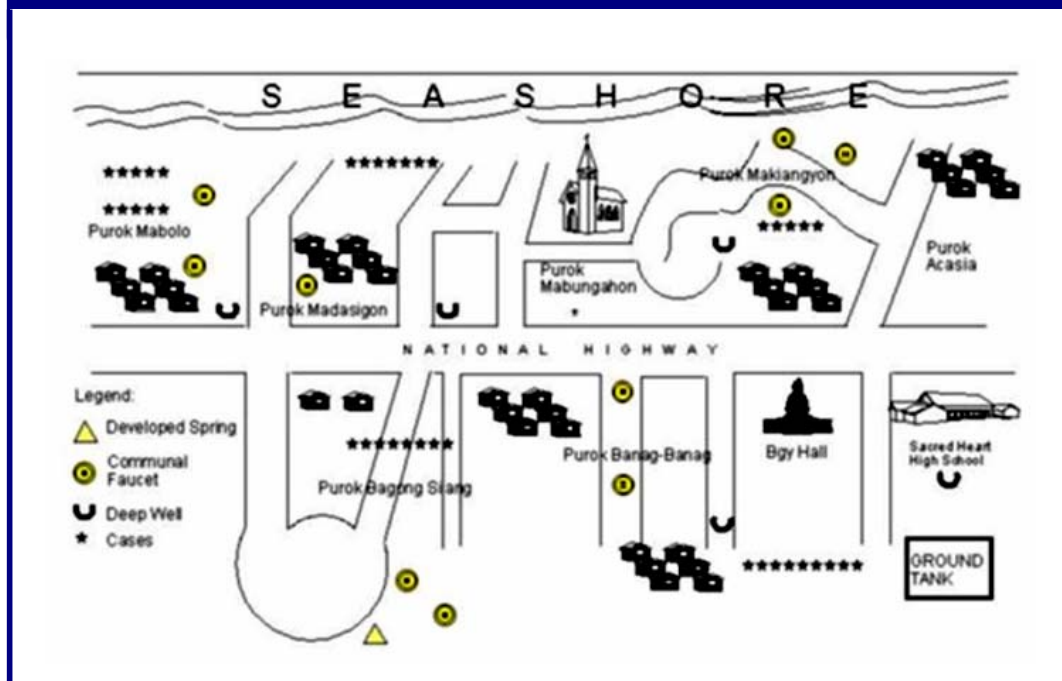 SEASHORE
Purok Makiangyon
Purok Mabolo
Purok
Acasia
Purok
Mabungahon
Purok Madasigon
NATIONAL HIGHWAY
Legend:
Developed Spring
Communal
Faucet
Deep Well
Cases
Purok Banag-Banag
Bgy Hall
Sacred Heart
High School
Purok Bagong Silang
GROUND
TANK